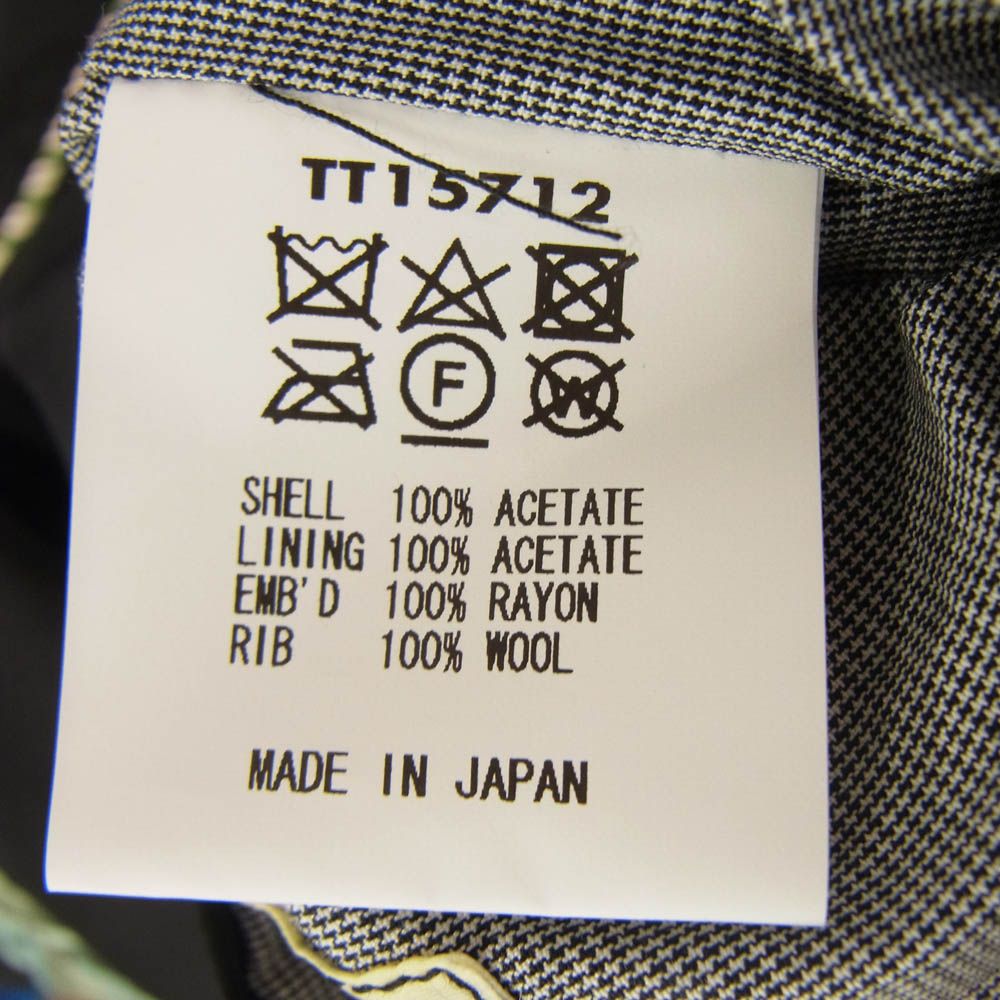 TT15712
F W
SHELL 100% ACETATE
LINING 100% ACETATE
EMB'D 100% RAYON
RIB 100% WOOL
MADE IN JAPAN